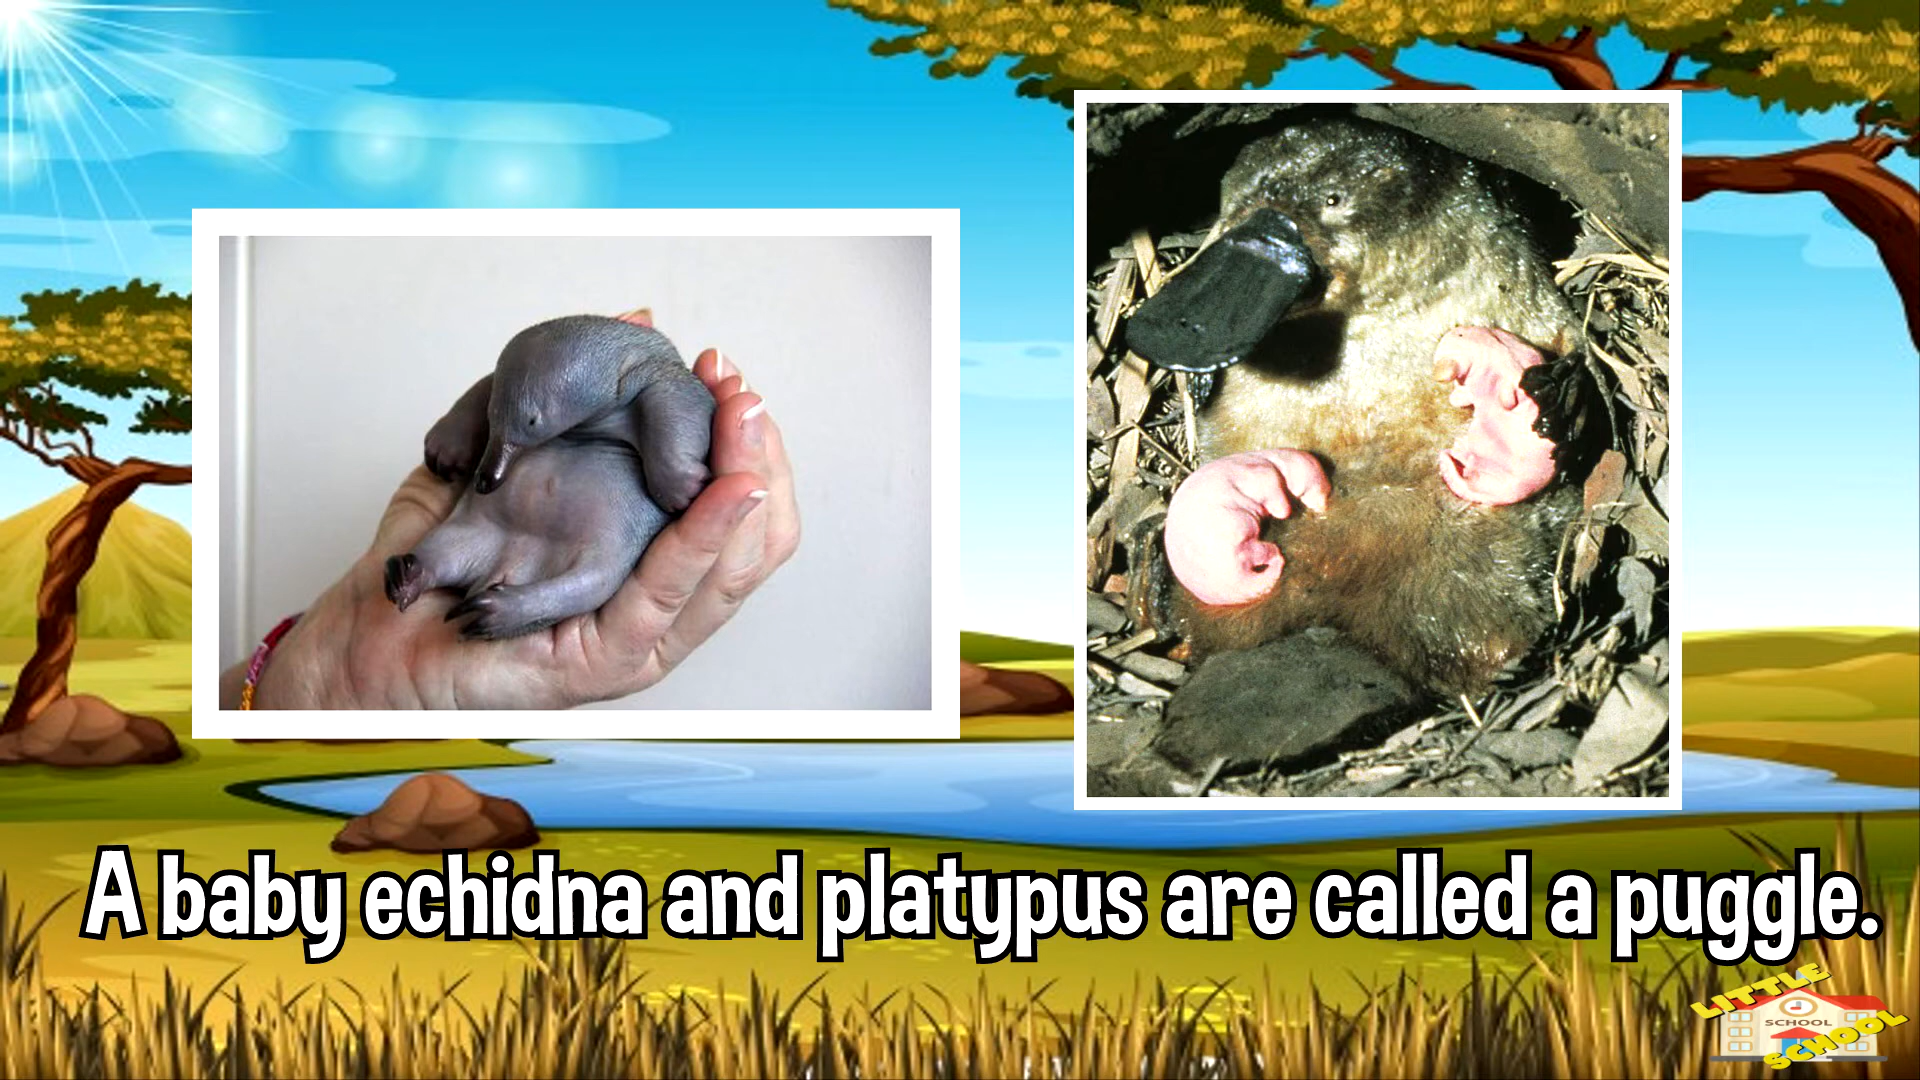 A baby echidna and platypus are called a puggle.
LITTLE
SCHOOL
SCHOOL